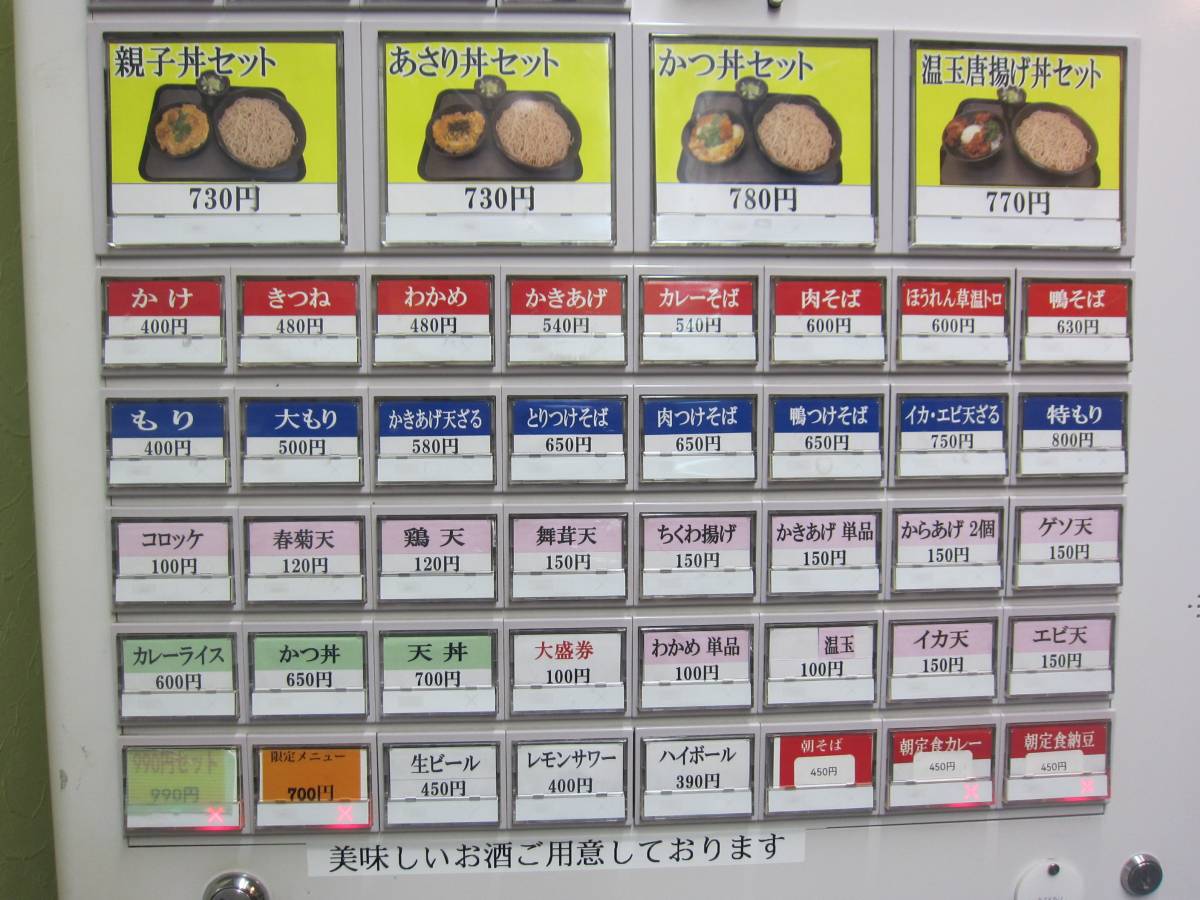 親子丼セット
730円
あさり丼セット
730円
かつ丼セット
780円
温玉唐揚げ丼セット
770円
かけ
400円
きつね
480円
わかめ
480円
かきあげ
540円
カレーそば
540円
肉そば
600円
ほうれん草温トロ
600円
鴨そば
630円
もり
400円
大もり
500円
かきあげ天ざる
580円
とりつけそば
650円
肉つけそば
650円
鴨つけそば
650円
イカ・エビ天ざる
750円
特もり
800円
コロッケ
100円
春菊天
120円
鶏天
120円
舞茸天
150円
ちくわ揚げ
150円
かきあげ 単品
150円
からあげ 2個
150円
ゲソ天
150円
カレーライス
600円
かつ丼
650円
天丼
700円
大盛券
100円
わかめ 単品
100円
温玉
100円
イカ天
150円
エビ天
150円
990円セット
990円
限定メニュー
700円
生ビール
450円
レモンサワー
400円
ハイボール
390円
朝そば
450円
朝定食カレー
450円
朝定食納豆
450円
美味しいお酒ご用意しております